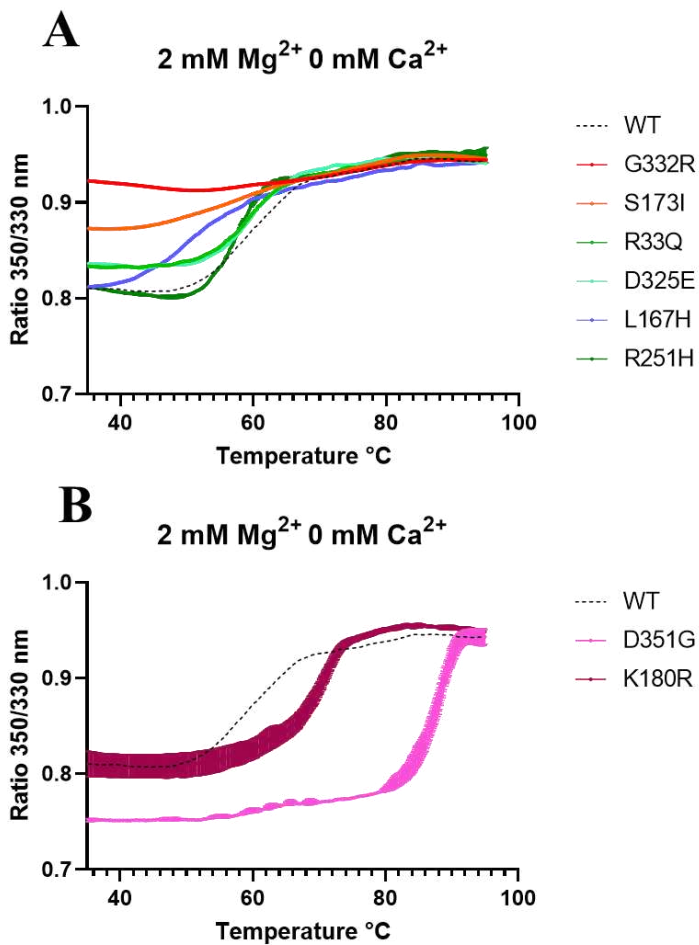 A
2 mM Mg²⁺ 0 mM Ca²⁺
Ratio 350/330 nm
1.0
0.9
0.8
0.7
40 60 80 100
Temperature °C
WT
G332R
S173I
R33Q
D325E
L167H
R251H
B
2 mM Mg²⁺ 0 mM Ca²⁺
Ratio 350/330 nm
1.0
0.9
0.8
0.7
40 60 80 100
Temperature °C
WT
D351G
K180R